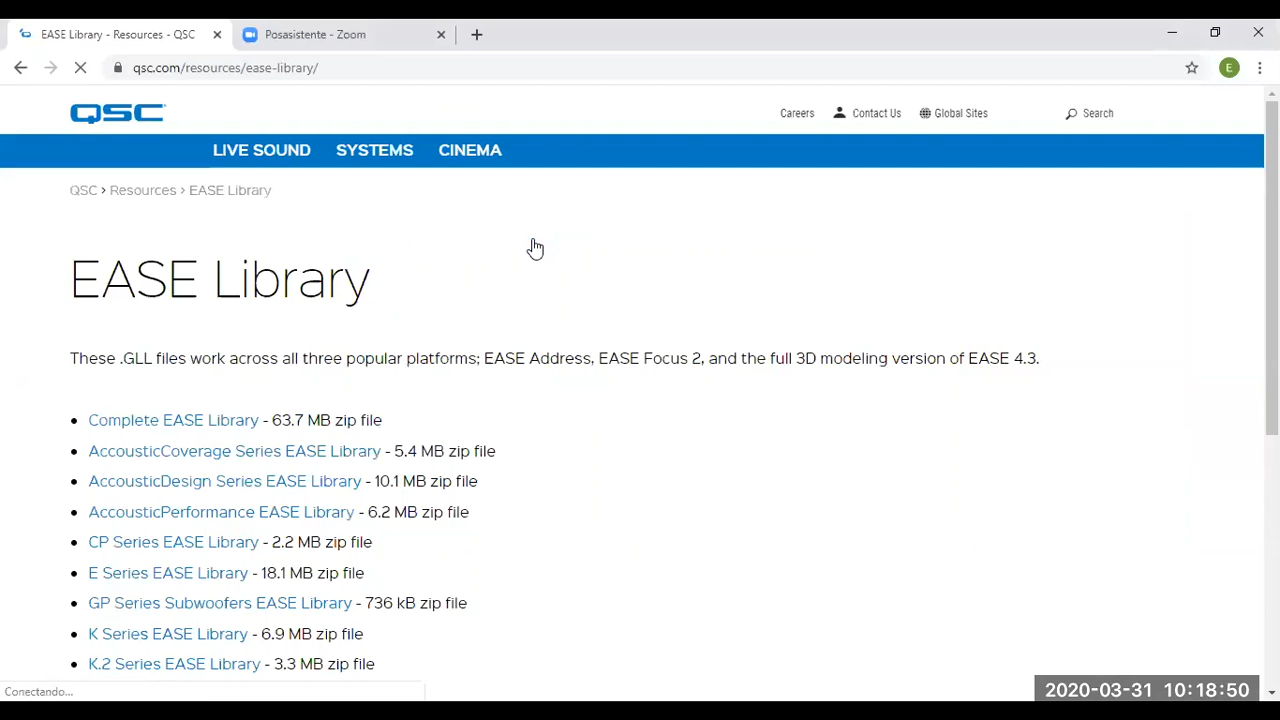 EASE Library - Resources - QSC
Posasistente - Zoom
qsc.com/resources/ease-library/
E
QSC
Careers
Contact Us
Global Sites
Search
LIVE SOUND
SYSTEMS
CINEMA
QSC > Resources > EASE Library
EASE Library
These .GLL files work across all three popular platforms; EASE Address, EASE Focus 2, and the full 3D modeling version of EASE 4.3.
Complete EASE Library - 63.7 MB zip file
AccousticCoverage Series EASE Library - 5.4 MB zip file
AccousticDesign Series EASE Library - 10.1 MB zip file
AccousticPerformance EASE Library - 6.2 MB zip file
CP Series EASE Library - 2.2 MB zip file
E Series EASE Library - 18.1 MB zip file
GP Series Subwoofers EASE Library - 736 kB zip file
K Series EASE Library - 6.9 MB zip file
K.2 Series EASE Library - 3.3 MB zip file
Conectando...
2020-03-31 10:18:50